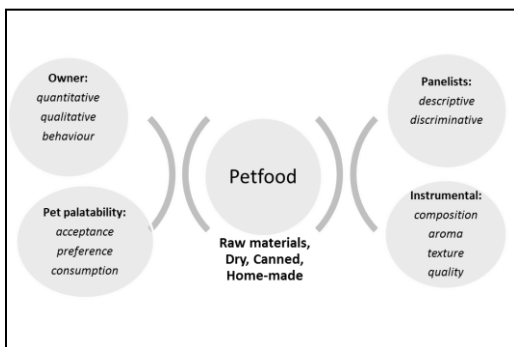 Owner:
quantitative
qualitative
behaviour
Pet palatability:
acceptance
preference
consumption
Petfood
Raw materials,
Dry, Canned,
Home-made
Panelists:
descriptive
discriminative
Instrumental:
composition
aroma
texture
quality